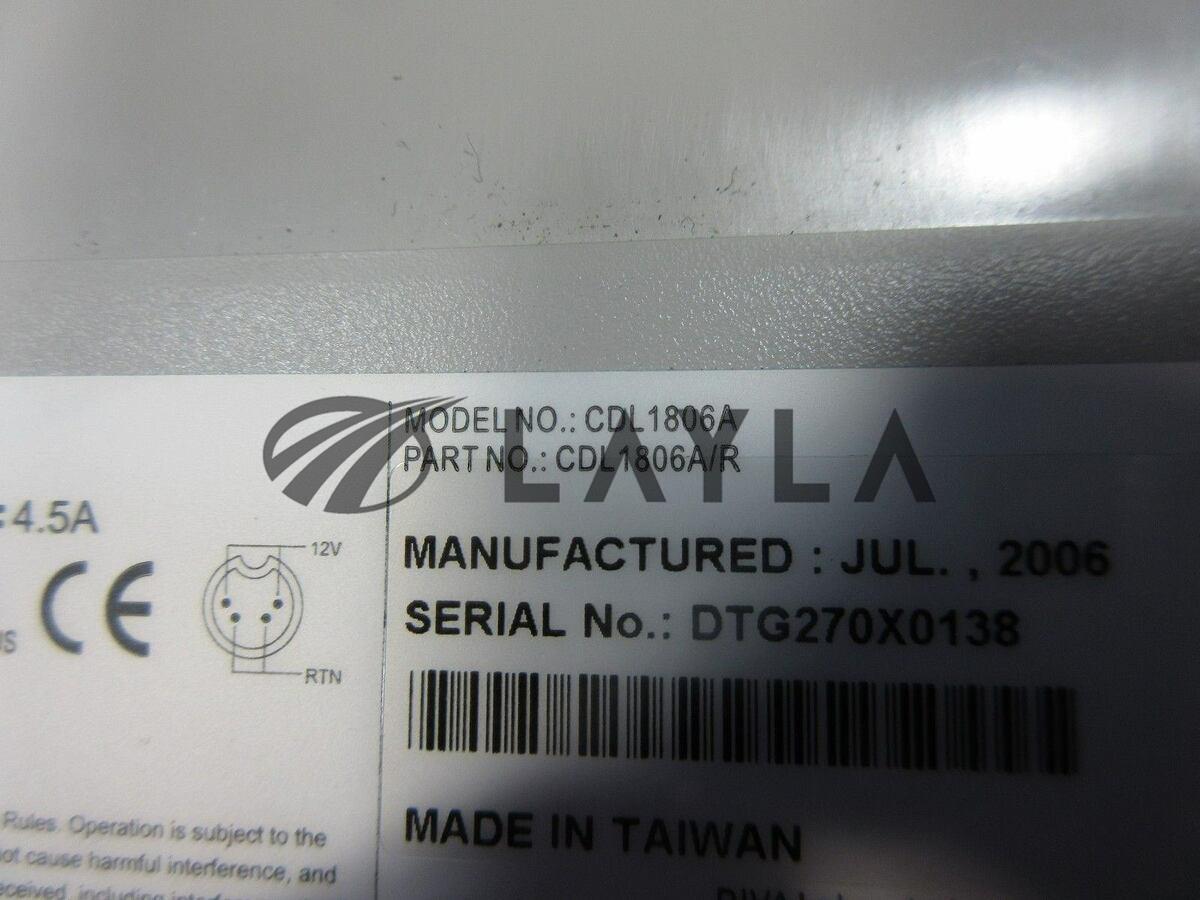 MODEL NO.: CDL1806A
PART NO.: CDL1806A/R
LAYLA
:4.5A
12V
CE
RTN
MANUFACTURED : JUL. , 2006
SERIAL No.: DTG270X0138
MADE IN TAIWAN
Rules. Operation is subject to the
not cause harmful interference, and